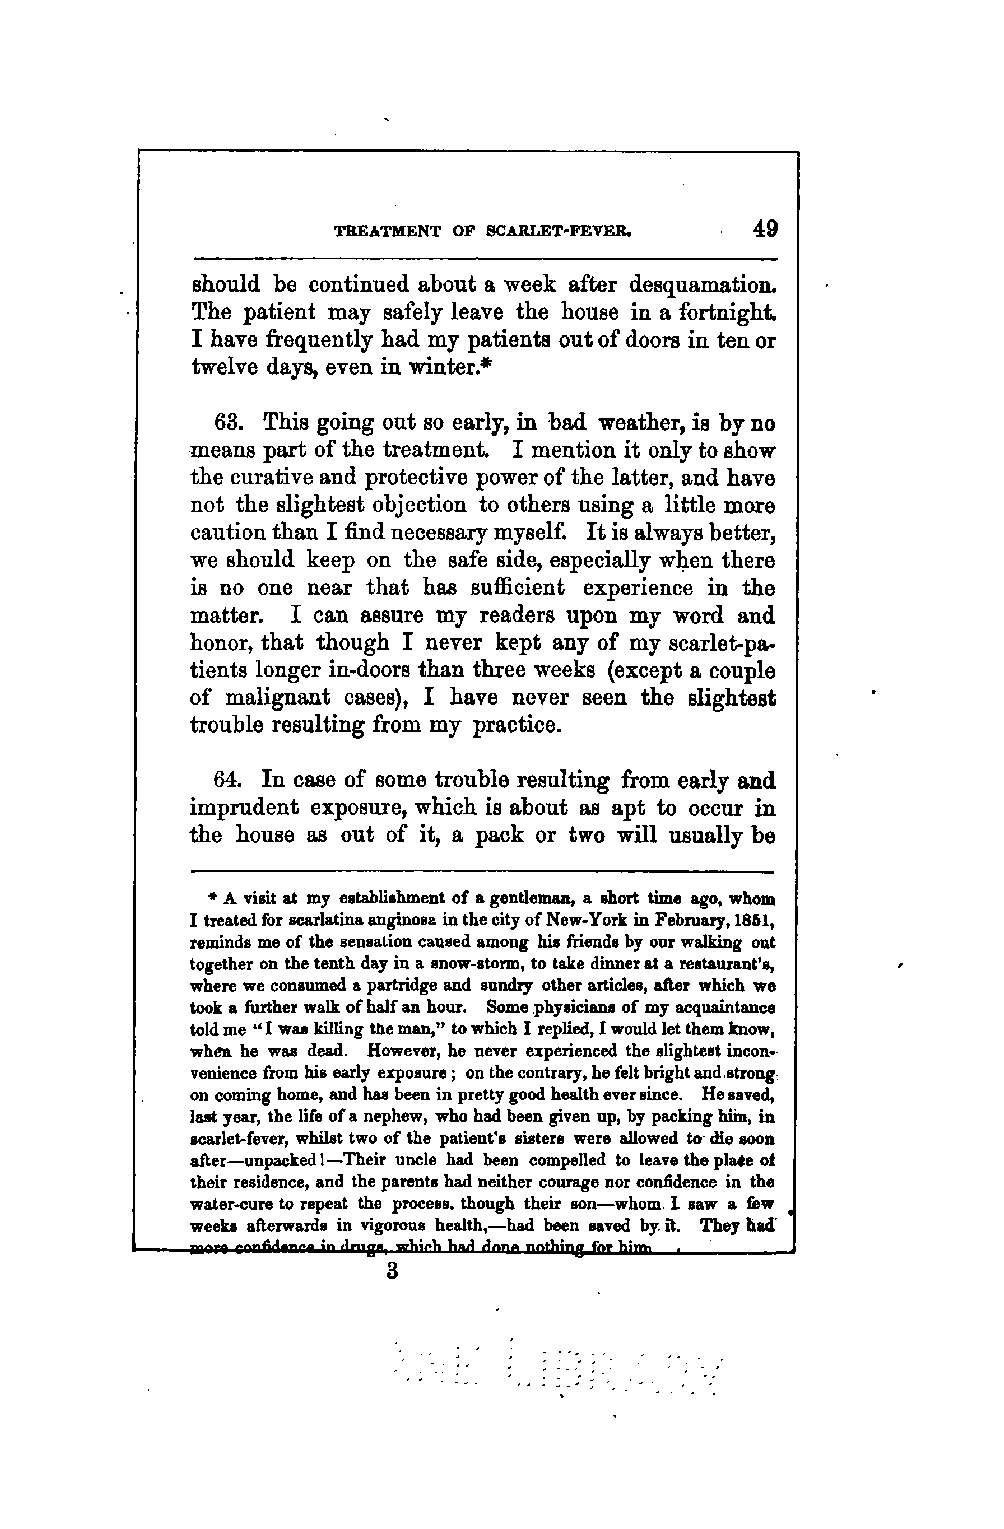 TREATMENT OF SCARLET-FEVER. 49
should be continued about a week after desquamation.
The patient may safely leave the house in a fortnight.
I have frequently had my patients out of doors in ten or
twelve days, even in winter.*
63. This going out so early, in bad weather, is by no
means part of the treatment. I mention it only to show
the curative and protective power of the latter, and have
not the slightest objection to others using a little more
caution than I find necessary myself. It is always better,
we should keep on the safe side, especially when there
is no one near that has sufficient experience in the
matter. I can assure my readers upon my word and
honor, that though I never kept any of my scarlet-pa-
tients longer in-doors than three weeks (except a couple
of malignant cases), I have never seen the slightest
trouble resulting from my practice.
64. In case of some trouble resulting from early and
imprudent exposure, which is about as apt to occur in
the house as out of it, a pack or two will usually be
* A visit at my establishment of a gentleman, a short time ago, whom
I treated for scarlatina anginosa in the city of New-York in February, 1851,
reminds me of the sensation caused among his friends by our walking out
together on the tenth day in a snow-storm, to take dinner at a restaurant's,
where we consumed a partridge and sundry other articles, after which we
took a further walk of half an hour. Some physicians of my acquaintance
told me "I was killing the man," to which I replied, I would let them know,
when he was dead. However, he never experienced the slightest incon-
venience from his early exposure; on the contrary, he felt bright and strong
on coming home, and has been in pretty good health ever since. He saved,
last year, the life of a nephew, who had been given up, by packing him, in
scarlet-fever, whilst two of the patient's sisters were allowed to die soon
after—unpacked!—Their uncle had been compelled to leave the place of
their residence, and the parents had neither courage nor confidence in the
water-cure to repeat the process, though their son—whom I saw a few
weeks afterwards in vigorous health,—had been saved by it. They had
more confidence in drugs, which had done nothing for him
3
LIBRARY